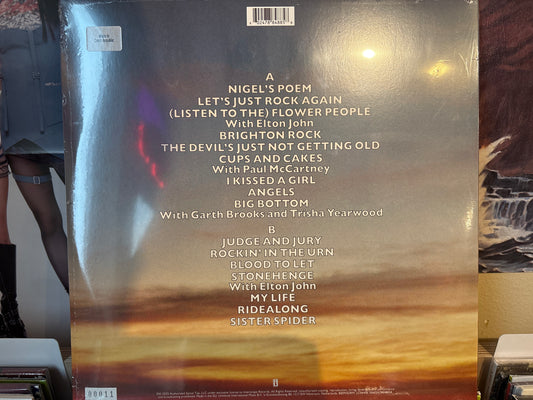 A
NIGEL'S POEM
LET'S JUST ROCK AGAIN
(LISTEN TO THE) FLOWER PEOPLE
With Elton John
BRIGHTON ROCK
THE DEVIL'S JUST NOT GETTING OLD
CUPS AND CAKES
With Paul McCartney
I KISSED A GIRL
ANGELS
BIG BOTTOM
With Garth Brooks and Trisha Yearwood
B
JUDGE AND JURY
ROCKIN' IN THE URN
BLOOD TO LET
STONEHENGE
With Elton John
MY LIFE
RIDEALONG
SISTER SPIDER
00011